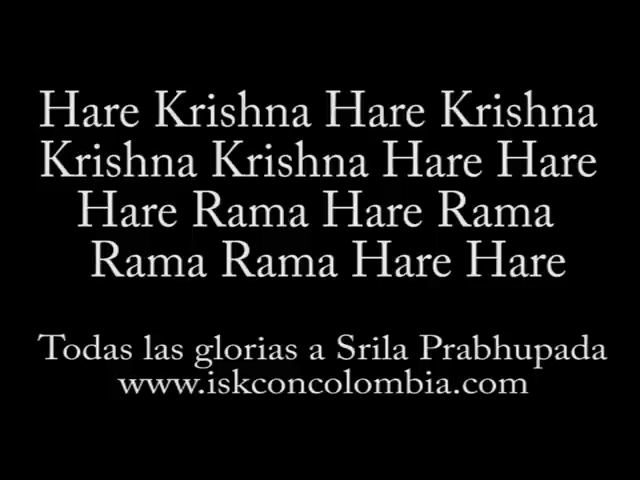 Hare Krishna Hare Krishna
Krishna Krishna Hare Hare
Hare Rama Hare Rama
Rama Rama Hare Hare
Todas las glorias a Srila Prabhupada
www.iskconcolombia.com